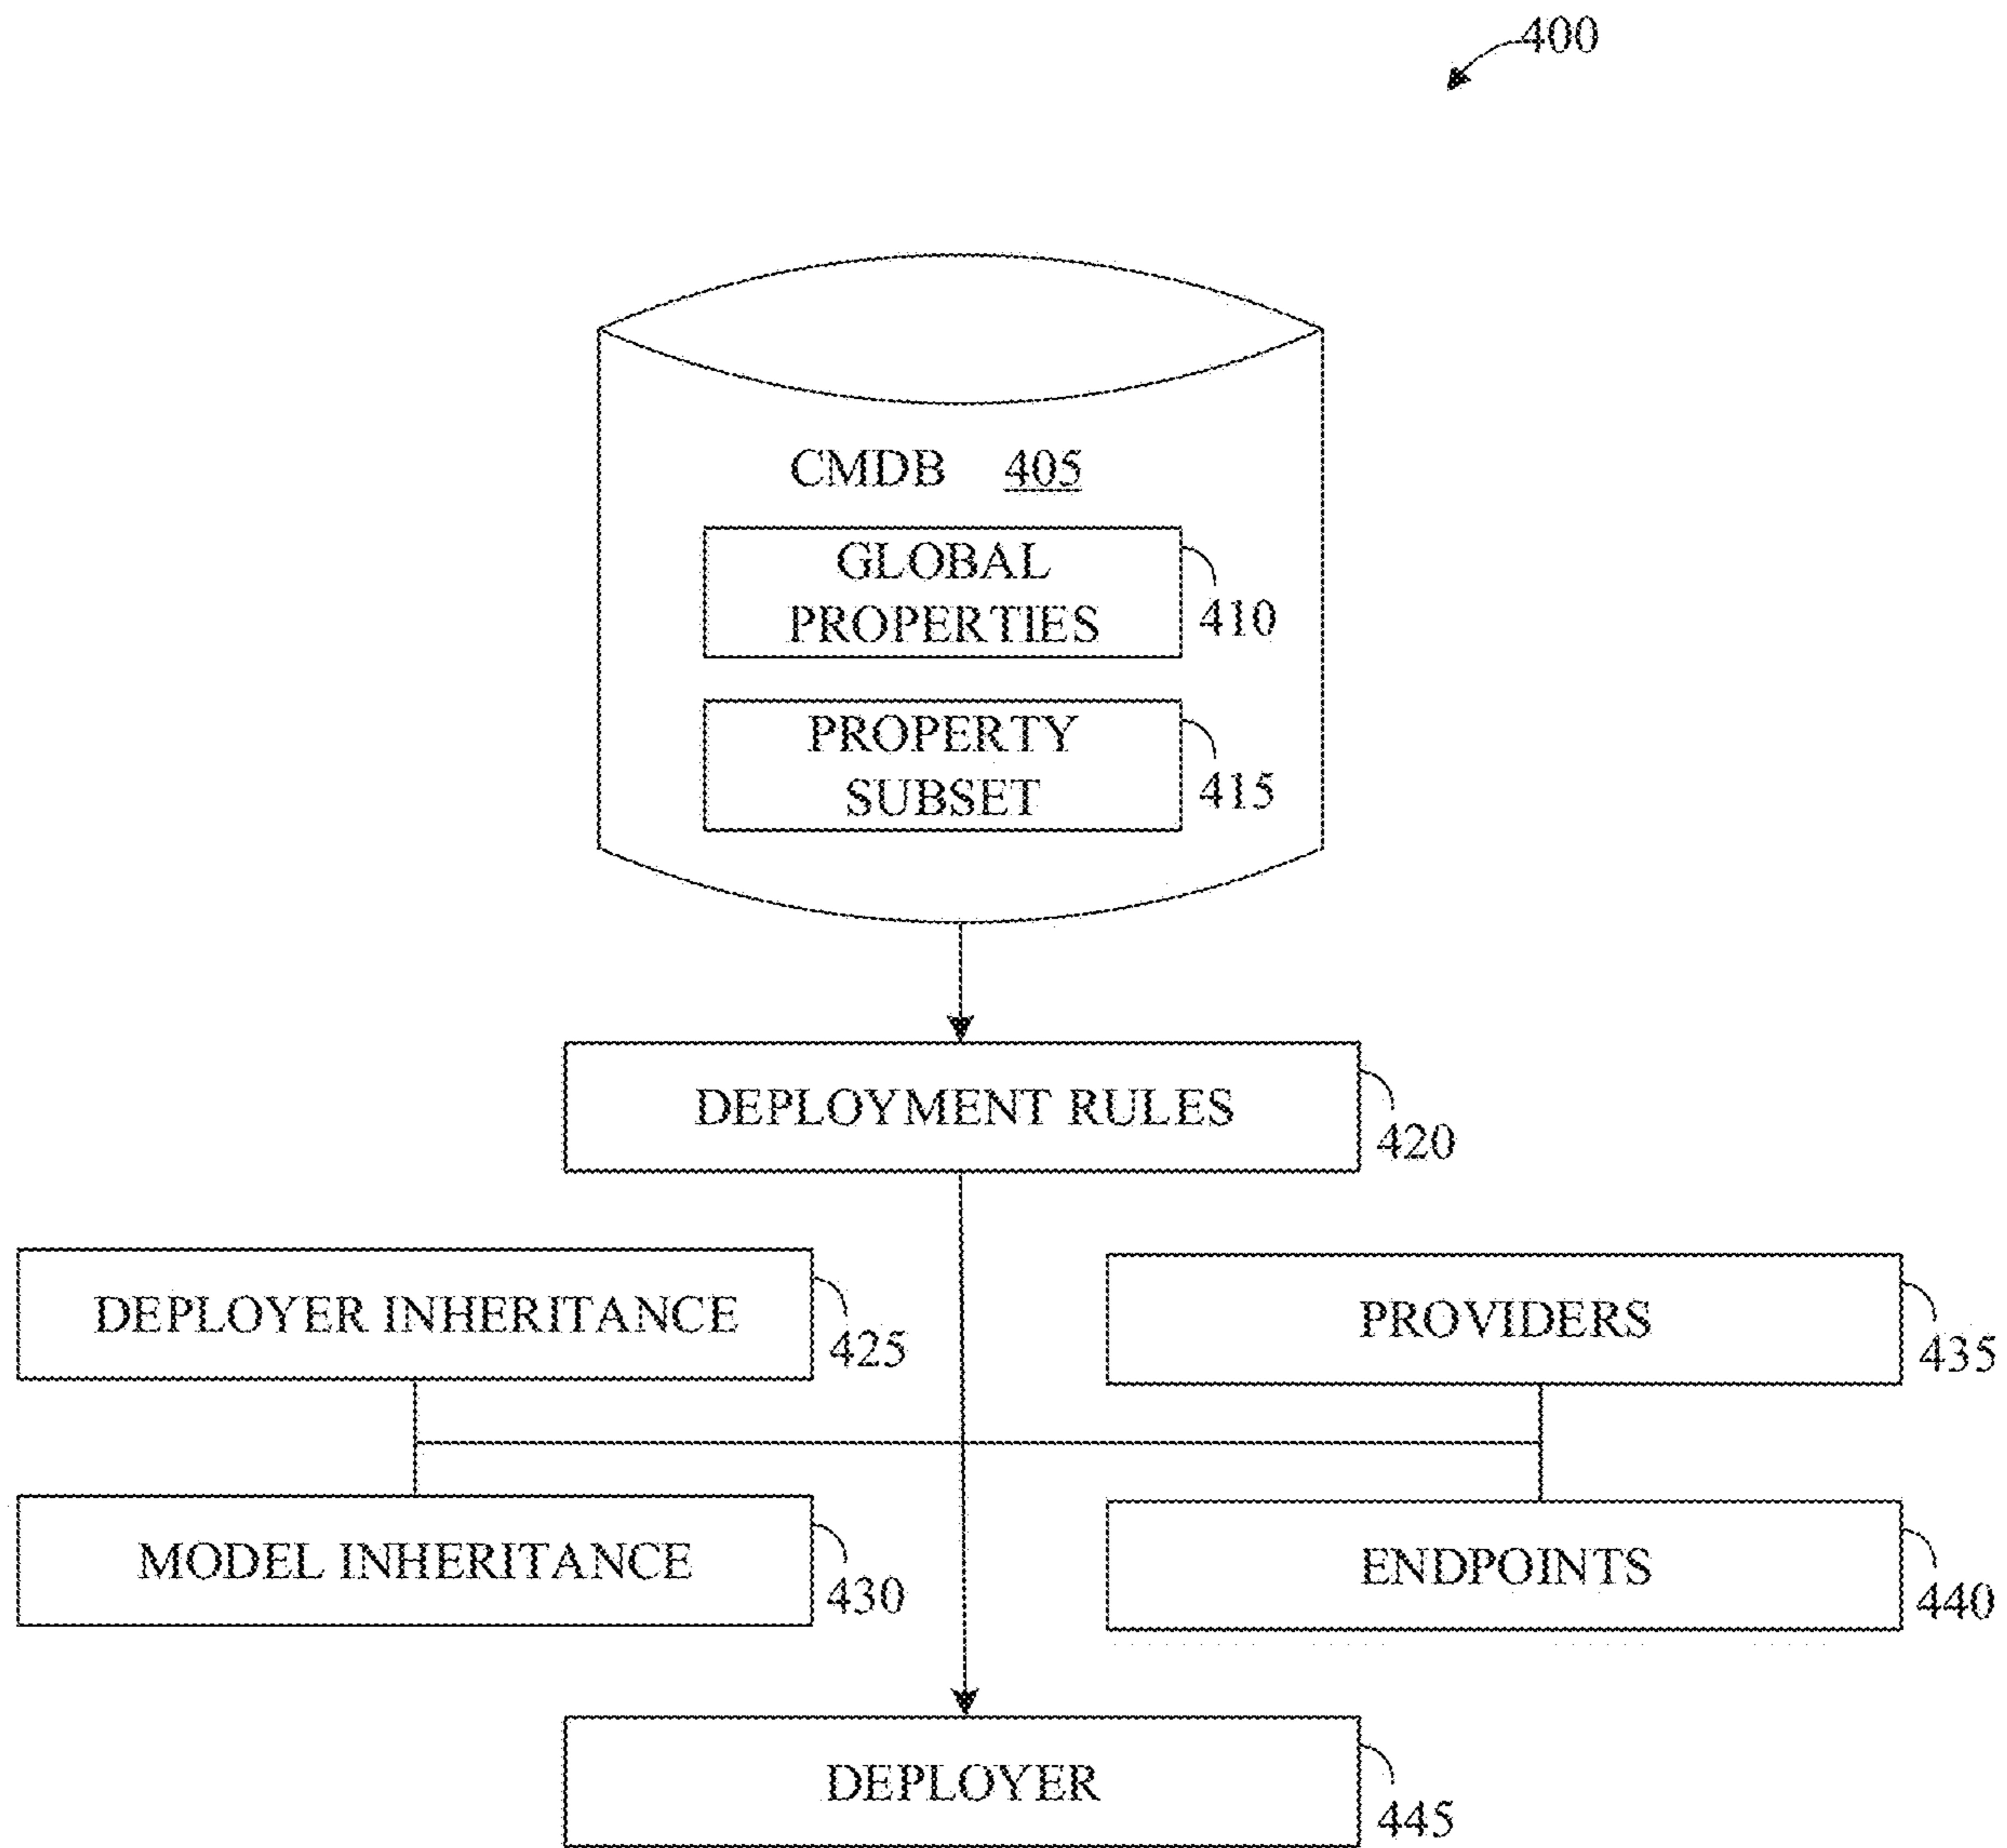 400
CMDB 405
GLOBAL
PROPERTIES
410
PROPERTY
SUBSET
415
DEPLOYMENT RULES
420
DEPLOYER INHERITANCE
425
PROVIDERS
435
MODEL INHERITANCE
430
ENDPOINTS
440
DEPLOYER
445